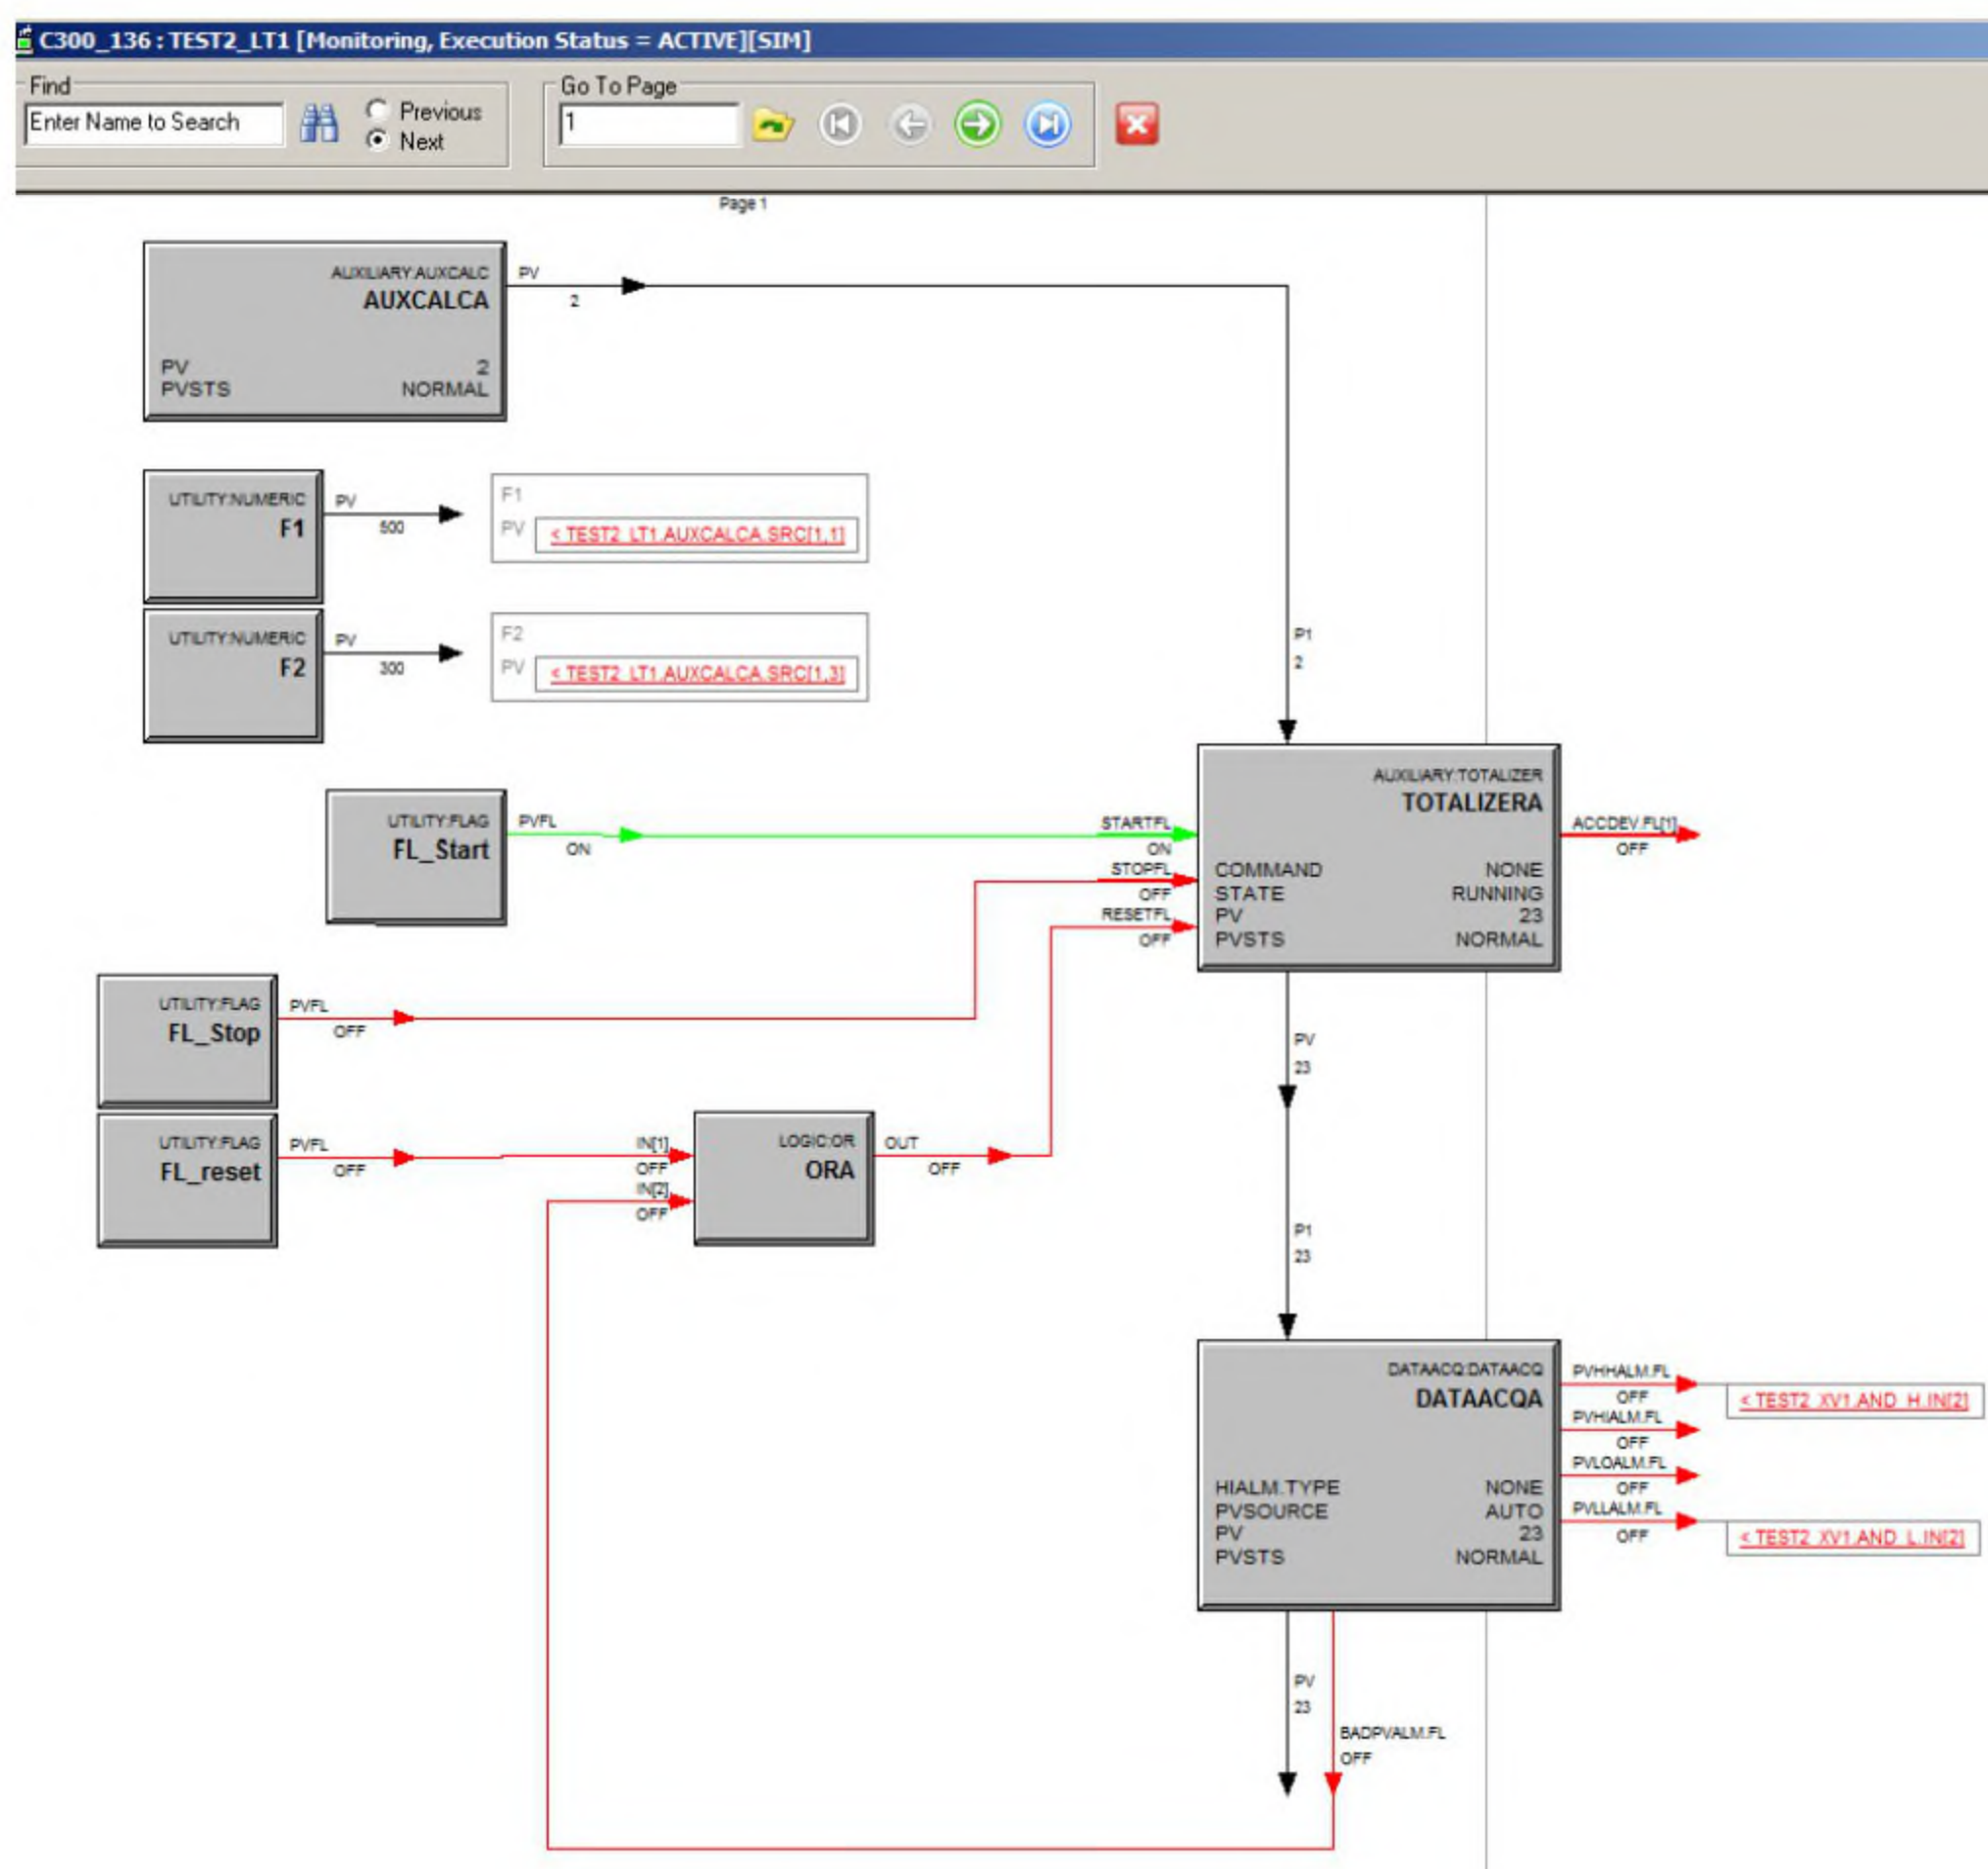 C300_136 : TEST2_LT1 [Monitoring, Execution Status = ACTIVE][SIM]
Find
Enter Name to Search
Previous
Next
Go To Page
1
Page 1
AUXILIARY:AUXCALC
AUXCALCA
PV 2
PVSTS NORMAL
PV
2
UTILITY:NUMERIC
F1
PV
500
F1
PV < TEST2_LT1.AUXCALCA.SRC[1,1]
UTILITY:NUMERIC
F2
PV
300
F2
PV < TEST2_LT1.AUXCALCA.SRC[1,3]
P1
2
UTILITY:FLAG
FL_Start
PVFL
ON
STARTFL
ON
STOPFL
OFF
RESETFL
OFF
AUXILIARY:TOTALIZER
TOTALIZERA
COMMAND NONE
STATE RUNNING
PV 23
PVSTS NORMAL
ACCDEV.FL[1]
OFF
UTILITY:FLAG
FL_Stop
PVFL
OFF
PV
23
UTILITY:FLAG
FL_reset
PVFL
OFF
IN[1]
OFF
IN[2]
OFF
LOGIC:OR
ORA
OUT
OFF
P1
23
DATAACQ:DATAACQ
DATAACQA
HIALM.TYPE NONE
PVSOURCE AUTO
PV 23
PVSTS NORMAL
PVHHALM.FL
OFF
< TEST2_XV1.AND_H.IN[2]
PVHIALM.FL
OFF
PVLOALM.FL
OFF
PVLLALM.FL
OFF
< TEST2_XV1.AND_L.IN[2]
PV
23
BADPVALM.FL
OFF